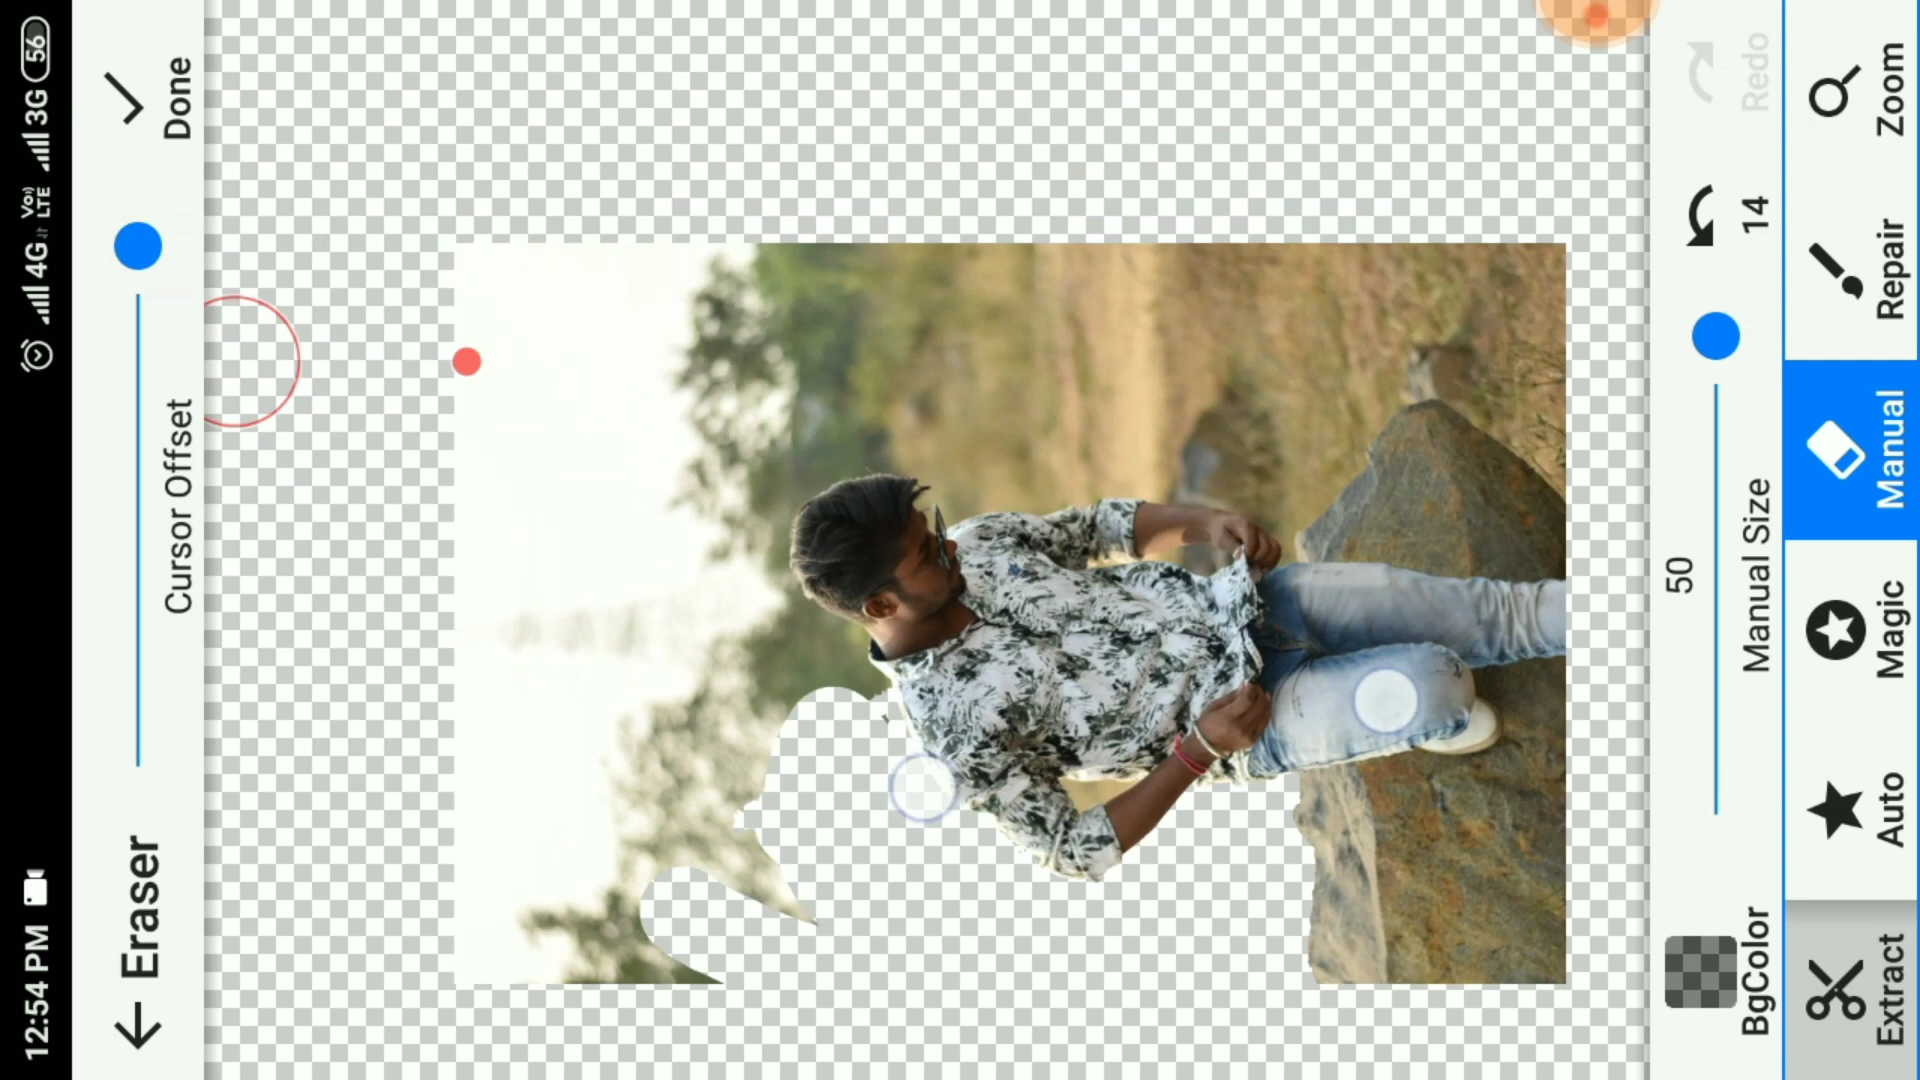 12:54 PM
4G
VoI) LTE
3G
56
← Eraser
Done
Cursor Offset
BgColor
50
Manual Size
14
Redo
Extract
Auto
Magic
Manual
Repair
Zoom